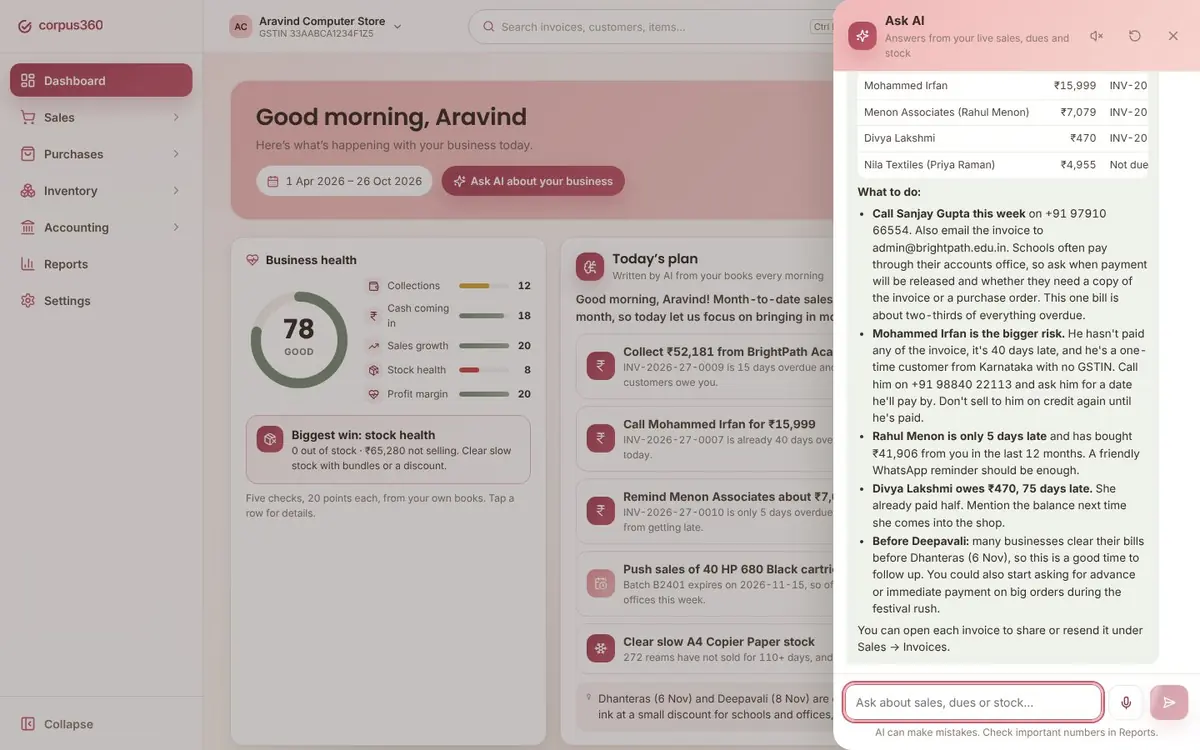 corpus360
AC
Aravind Computer Store
GSTIN 33AABCA1234F1Z5
Search invoices, customers, items...
Ctrl
Dashboard
Sales
Purchases
Inventory
Accounting
Reports
Settings
Collapse
Good morning, Aravind
Here's what's happening with your business today.
1 Apr 2026 – 26 Oct 2026
Ask AI about your business
Business health
78
GOOD
Collections 12
Cash coming in 18
Sales growth 20
Stock health 8
Profit margin 20
Biggest win: stock health
0 out of stock · ₹65,280 not selling. Clear slow
stock with bundles or a discount.
Five checks, 20 points each, from your own books. Tap a
row for details.
Today's plan
Written by AI from your books every morning
Good morning, Aravind! Month-to-date sales
month, so today let us focus on bringing in
Collect ₹52,181 from BrightPath
INV-2026-27-0009 is 15 days overdue and
customers owe you.
Call Mohammed Irfan for ₹15,999
INV-2026-27-0007 is already 40 days
today.
Remind Menon Associates about
INV-2026-27-0010 is only 5 days overdue
from getting late.
Push sales of 40 HP 680 Black
Batch B2401 expires on 2026-11-15, so
offices this week.
Clear slow A4 Copier Paper stock
272 reams have not sold for 110+ days, and
Dhanteras (6 Nov) and Deepavali (8 Nov) are
ink at a small discount for schools and offices,
Ask AI
Answers from your live sales, dues and
stock
Mohammed Irfan ₹15,999 INV-20
Menon Associates (Rahul Menon) ₹7,079 INV-20
Divya Lakshmi ₹470 INV-20
Nila Textiles (Priya Raman) ₹4,955 Not due
What to do:
• Call Sanjay Gupta this week on +91 97910
66554. Also email the invoice to
admin@brightpath.edu.in. Schools often pay
through their accounts office, so ask when payment
will be released and whether they need a copy of
the invoice or a purchase order. This one bill is
about two-thirds of everything overdue.
• Mohammed Irfan is the bigger risk. He hasn't paid
any of the invoice, it's 40 days late, and he's a one-
time customer from Karnataka with no GSTIN. Call
him on +91 98840 22113 and ask him for a date
he'll pay by. Don't sell to him on credit again until
he's paid.
• Rahul Menon is only 5 days late and has bought
₹41,906 from you in the last 12 months. A friendly
WhatsApp reminder should be enough.
• Divya Lakshmi owes ₹470, 75 days late. She
already paid half. Mention the balance next time
she comes into the shop.
• Before Deepavali: many businesses clear their bills
before Dhanteras (6 Nov), so this is a good time to
follow up. You could also start asking for advance
or immediate payment on big orders during the
festival rush.
You can open each invoice to share or resend it under
Sales → Invoices.
Ask about sales, dues or stock...
AI can make mistakes. Check important numbers in Reports.